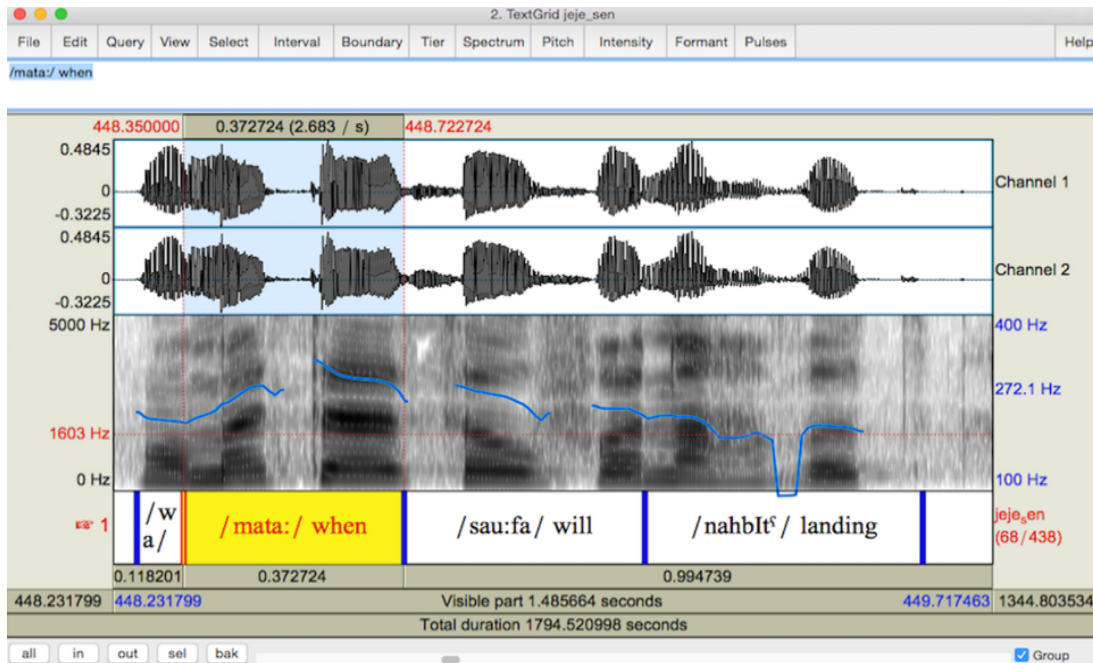 2. TextGrid jeje_sen
File Edit Query View Select Interval Boundary Tier Spectrum Pitch Intensity Formant Pulses Help
/mata:/ when
448.350000 0.372724 (2.683 / s) 448.722724
0.4845
0
-0.3225
Channel 1
0.4845
0
-0.3225
Channel 2
5000 Hz 400 Hz
272.1 Hz
1603 Hz
0 Hz 100 Hz
☞ 1 /wa/ /mata:/ when /sau:fa/ will /nahbItˤ/ landing jejesen (68/438)
0.118201 0.372724 0.994739
448.231799 448.231799 Visible part 1.485664 seconds 449.717463 1344.803534
Total duration 1794.520998 seconds
all in out sel bak Group